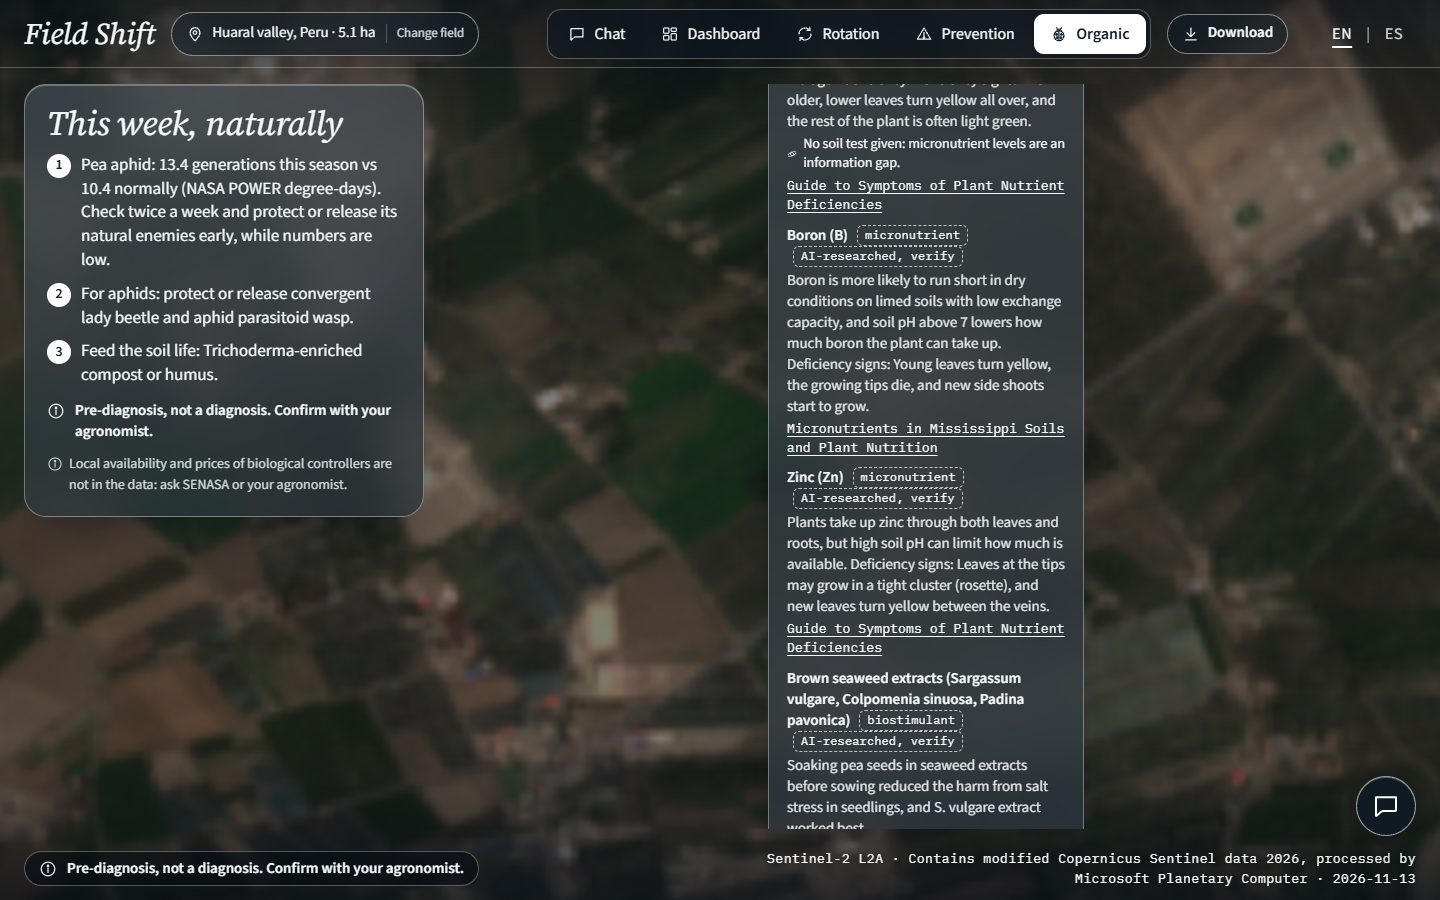 Field Shift
Huaral valley, Peru · 5.1 ha
Change field
Chat
Dashboard
Rotation
Prevention
Organic
Download
EN | ES
This week, naturally
1 Pea aphid: 13.4 generations this season vs
10.4 normally (NASA POWER degree-days).
Check twice a week and protect or release its
natural enemies early, while numbers are
low.
2 For aphids: protect or release convergent
lady beetle and aphid parasitoid wasp.
3 Feed the soil life: Trichoderma-enriched
compost or humus.
Pre-diagnosis, not a diagnosis. Confirm with your
agronomist.
Local availability and prices of biological controllers are
not in the data: ask SENASA or your agronomist.
older, lower leaves turn yellow all over, and
the rest of the plant is often light green.
No soil test given: micronutrient levels are an
information gap.
Guide to Symptoms of Plant Nutrient
Deficiencies
Boron (B) micronutrient
AI-researched, verify
Boron is more likely to run short in dry
conditions on limed soils with low exchange
capacity, and soil pH above 7 lowers how
much boron the plant can take up.
Deficiency signs: Young leaves turn yellow,
the growing tips die, and new side shoots
start to grow.
Micronutrients in Mississippi Soils
and Plant Nutrition
Zinc (Zn) micronutrient
AI-researched, verify
Plants take up zinc through both leaves and
roots, but high soil pH can limit how much is
available. Deficiency signs: Leaves at the tips
may grow in a tight cluster (rosette), and
new leaves turn yellow between the veins.
Guide to Symptoms of Plant Nutrient
Deficiencies
Brown seaweed extracts (Sargassum
vulgare, Colpomenia sinuosa, Padina
pavonica) biostimulant
AI-researched, verify
Soaking pea seeds in seaweed extracts
before sowing reduced the harm from salt
stress in seedlings, and S. vulgare extract
worked best.
Pre-diagnosis, not a diagnosis. Confirm with your agronomist.
Sentinel-2 L2A · Contains modified Copernicus Sentinel data 2026, processed by
Microsoft Planetary Computer · 2026-11-13